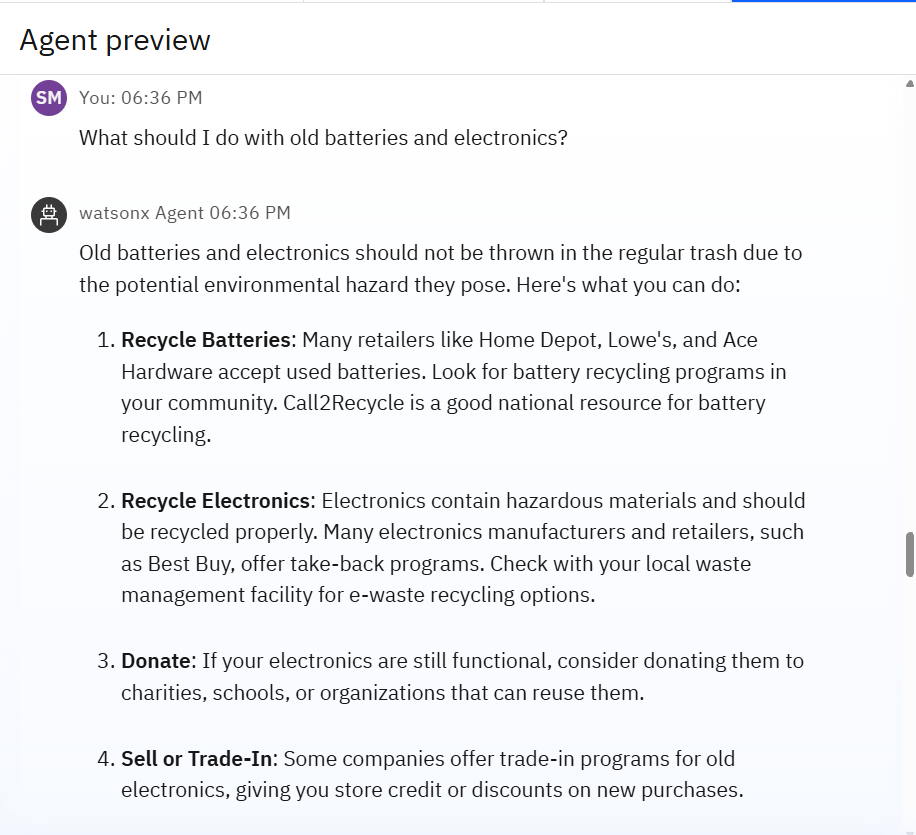 Agent preview
SM
You: 06:36 PM
What should I do with old batteries and electronics?
watsonx Agent 06:36 PM
Old batteries and electronics should not be thrown in the regular trash due to
the potential environmental hazard they pose. Here's what you can do:
1. Recycle Batteries: Many retailers like Home Depot, Lowe's, and Ace
Hardware accept used batteries. Look for battery recycling programs in
your community. Call2Recycle is a good national resource for battery
recycling.
2. Recycle Electronics: Electronics contain hazardous materials and should
be recycled properly. Many electronics manufacturers and retailers, such
as Best Buy, offer take-back programs. Check with your local waste
management facility for e-waste recycling options.
3. Donate: If your electronics are still functional, consider donating them to
charities, schools, or organizations that can reuse them.
4. Sell or Trade-In: Some companies offer trade-in programs for old
electronics, giving you store credit or discounts on new purchases.